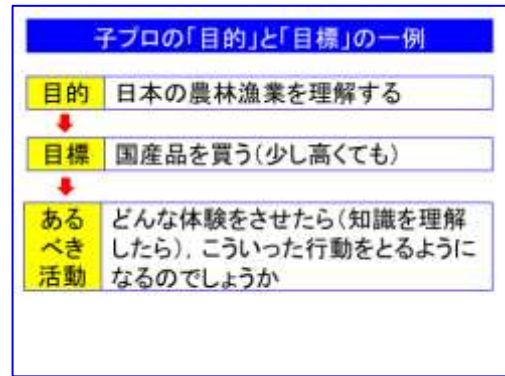 子プロの「目的」と「目標」の一例
目的 日本の農林漁業を理解する
目標 国産品を買う(少し高くても)
ある どんな体験をさせたら(知識を理解
べき したら)，こういった行動をとるように
活動 なるのでしょうか